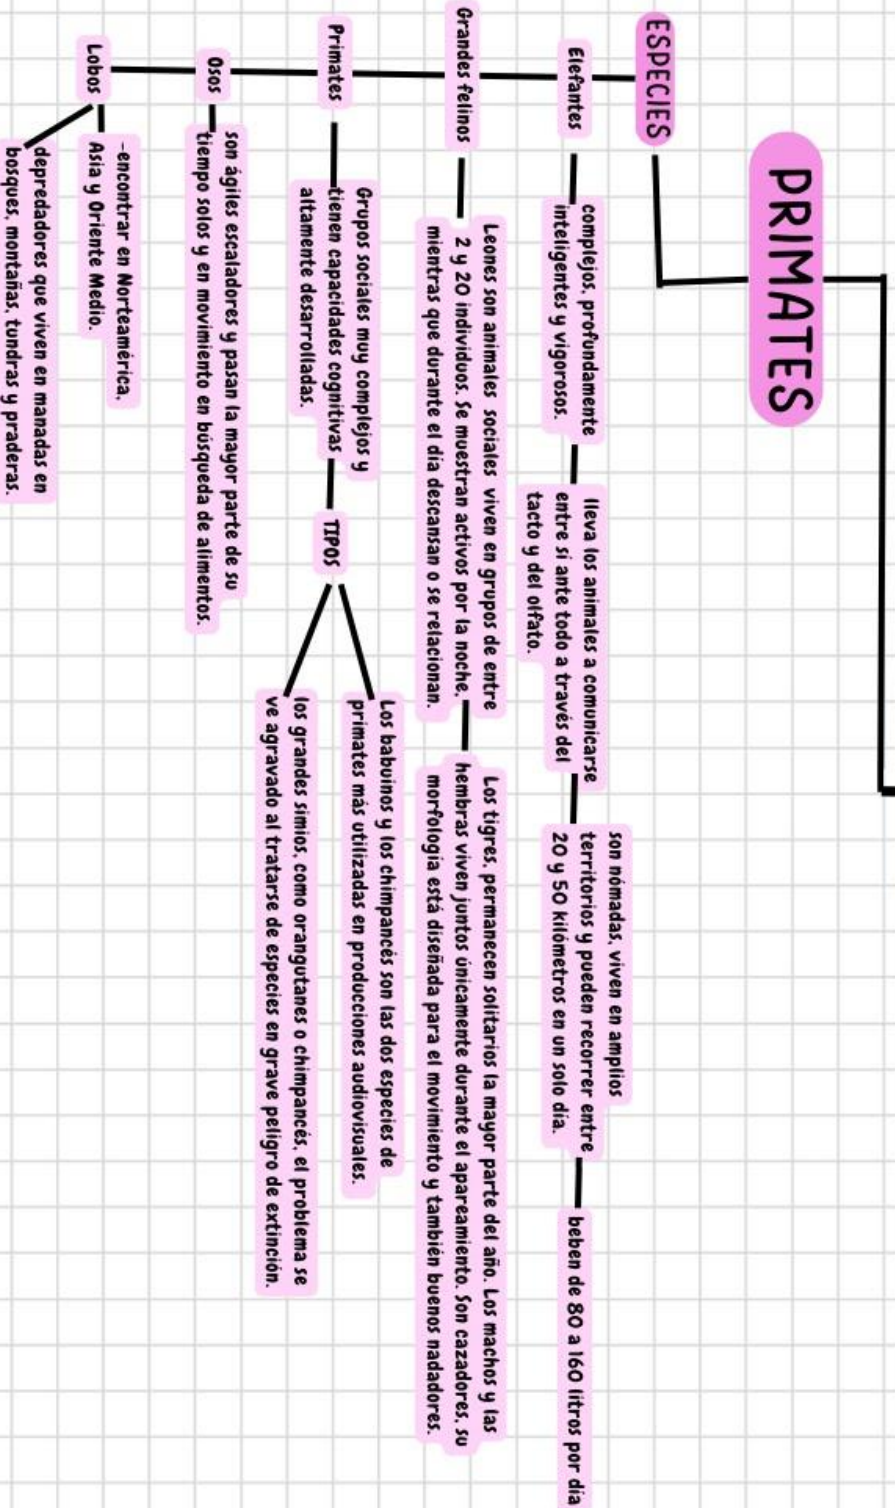 PRIMATES
ESPECIES
Elefantes
complejos, profundamente
inteligentes y vigorosos.
lleva los animales a comunicarse
entre sí ante todo a través del
tacto y del olfato.
son nómadas, viven en amplios
territorios y pueden recorrer entre
20 y 50 kilómetros en un solo día.
beben de 80 a 160 litros por día
Grandes felinos
Leones son animales sociales viven en grupos de entre
2 y 20 individuos. Se muestran activos por la noche,
mientras que durante el día descansan o se relacionan.
Los tigres, permanecen solitarios la mayor parte del año. Los machos y las
hembras viven juntos únicamente durante el apareamiento. Son cazadores, su
morfología está diseñada para el movimiento y también buenos nadadores.
Primates
Grupos sociales muy complejos y
tienen capacidades cognitivas
altamente desarrolladas.
TIPOS
Los babuinos y los chimpancés son las dos especies de
primates más utilizadas en producciones audiovisuales.
los grandes simios, como orangutanes o chimpancés, el problema se
ve agravado al tratarse de especies en grave peligro de extinción.
Osos
son ágiles escaladores y pasan la mayor parte de su
tiempo solos y en movimiento en búsqueda de alimentos.
Lobos
-encontrar en Norteamérica,
Asia y Oriente Medio.
depredadores que viven en manadas en
bosques, montañas, tundras y praderas.